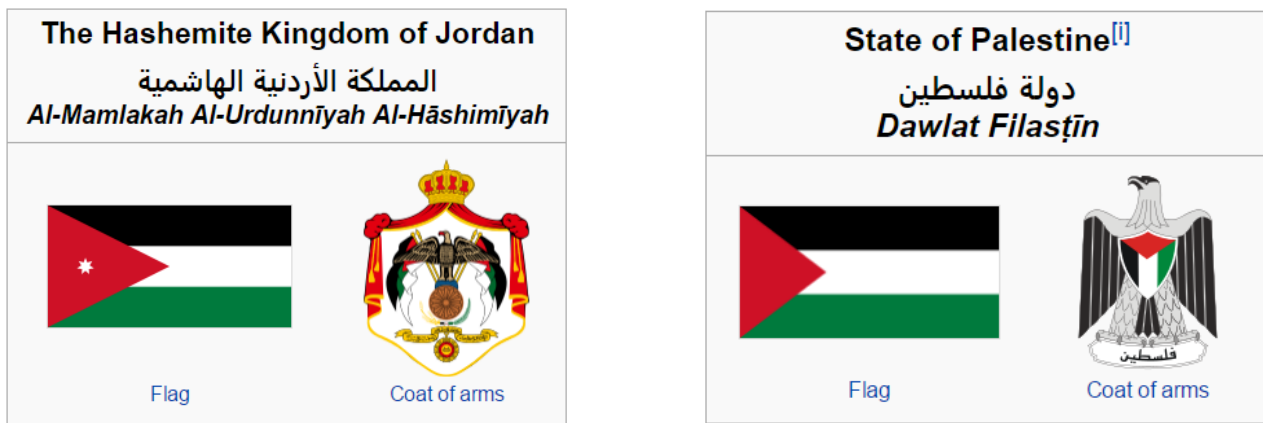 The Hashemite Kingdom of Jordan
المملكة الأردنية الهاشمية
Al-Mamlakah Al-Urdunnīyah Al-Hāshimīyah
Flag
Coat of arms
State of Palestine[i]
دولة فلسطين
Dawlat Filasṭīn
فلسطين
Flag
Coat of arms